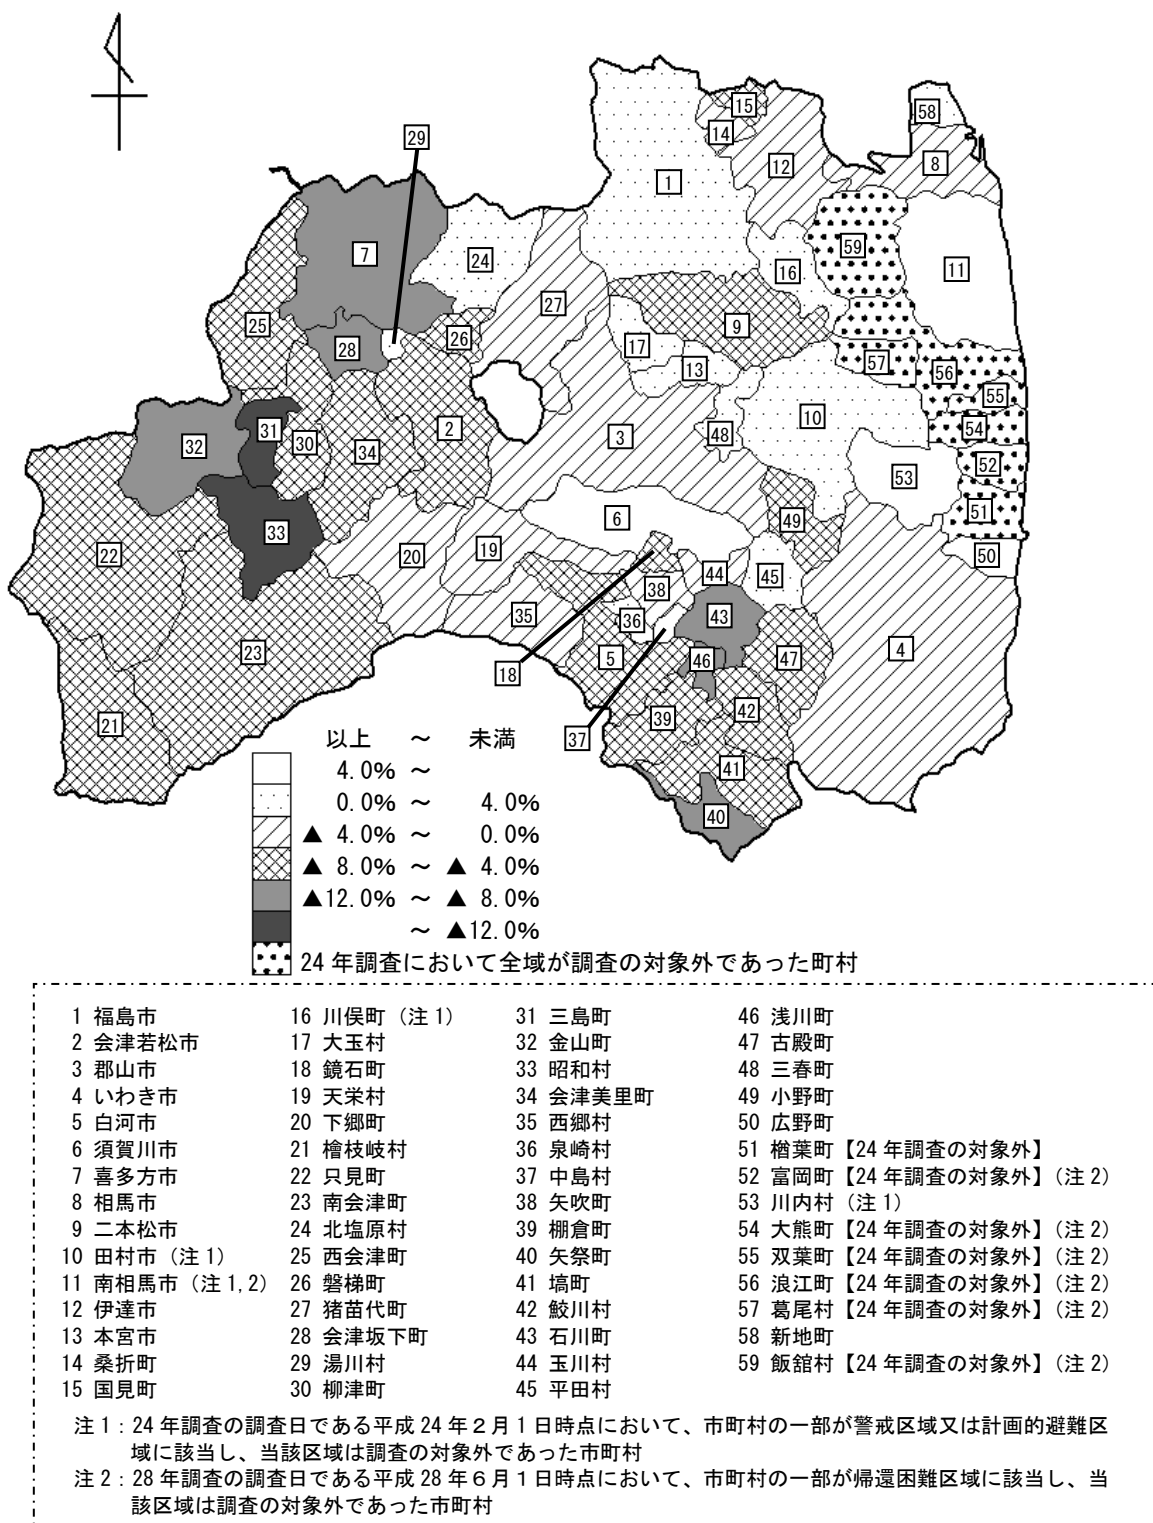 15
58
14
12
8
1
29
59
7
24
16
11
27
25
9
28
26
17
57
13
56
55
10
31
2
3
48
54
32
30
34
52
53
6
49
51
33
22
20
19
50
44
45
38
35
36
43
4
23
5
46
47
18
42
21
39
37
41
40
以上 ～ 未満
4.0% ～
0.0% ～ 4.0%
▲ 4.0% ～ 0.0%
▲ 8.0% ～ ▲ 4.0%
▲12.0% ～ ▲ 8.0%
～ ▲12.0%
24 年調査において全域が調査の対象外であった町村
1 福島市
2 会津若松市
3 郡山市
4 いわき市
5 白河市
6 須賀川市
7 喜多方市
8 相馬市
9 二本松市
10 田村市（注 1）
11 南相馬市（注 1, 2）
12 伊達市
13 本宮市
14 桑折町
15 国見町
16 川俣町（注 1）
17 大玉村
18 鏡石町
19 天栄村
20 下郷町
21 檜枝岐村
22 只見町
23 南会津町
24 北塩原村
25 西会津町
26 磐梯町
27 猪苗代町
28 会津坂下町
29 湯川村
30 柳津町
31 三島町
32 金山町
33 昭和村
34 会津美里町
35 西郷村
36 泉崎村
37 中島村
38 矢吹町
39 棚倉町
40 矢祭町
41 塙町
42 鮫川村
43 石川町
44 玉川村
45 平田村
46 浅川町
47 古殿町
48 三春町
49 小野町
50 広野町
51 楢葉町【24 年調査の対象外】
52 富岡町【24 年調査の対象外】（注 2）
53 川内村（注 1）
54 大熊町【24 年調査の対象外】（注 2）
55 双葉町【24 年調査の対象外】（注 2）
56 浪江町【24 年調査の対象外】（注 2）
57 葛尾村【24 年調査の対象外】（注 2）
58 新地町
59 飯舘村【24 年調査の対象外】（注 2）
注 1：24 年調査の調査日である平成 24 年２月１日時点において、市町村の一部が警戒区域又は計画的避難区
域に該当し、当該区域は調査の対象外であった市町村
注 2：28 年調査の調査日である平成 28 年６月１日時点において、市町村の一部が帰還困難区域に該当し、当
該区域は調査の対象外であった市町村